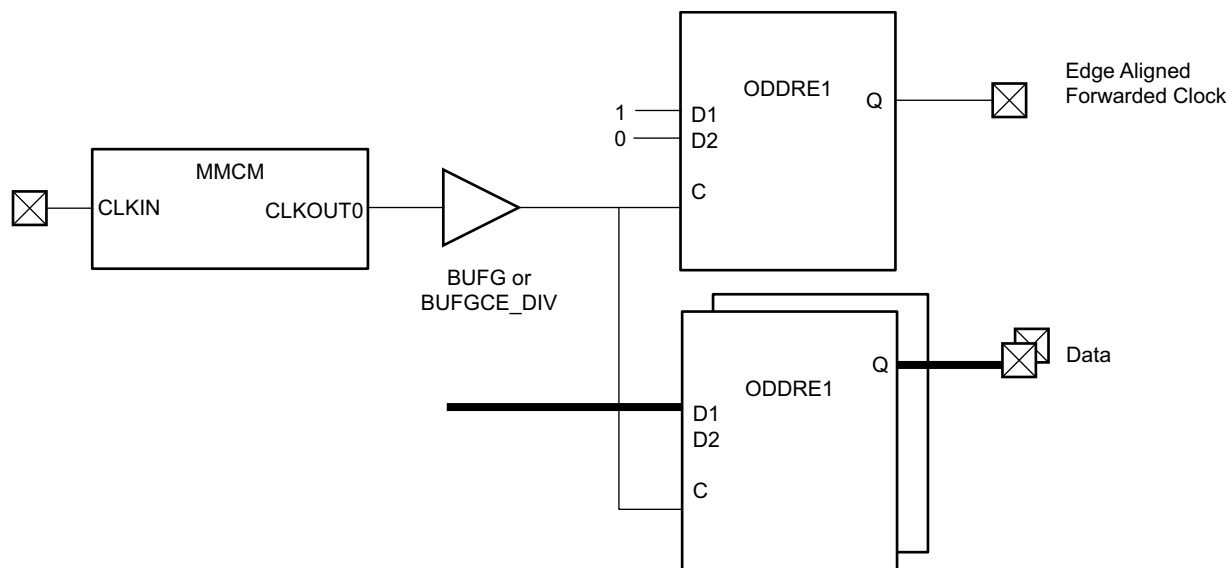 ODDRE1
Q
1
D1
0
D2
C
Edge Aligned
Forwarded Clock
MMCM
CLKIN
CLKOUT0
BUFG or
BUFGCE_DIV
Q
ODDRE1
D1
D2
C
Data